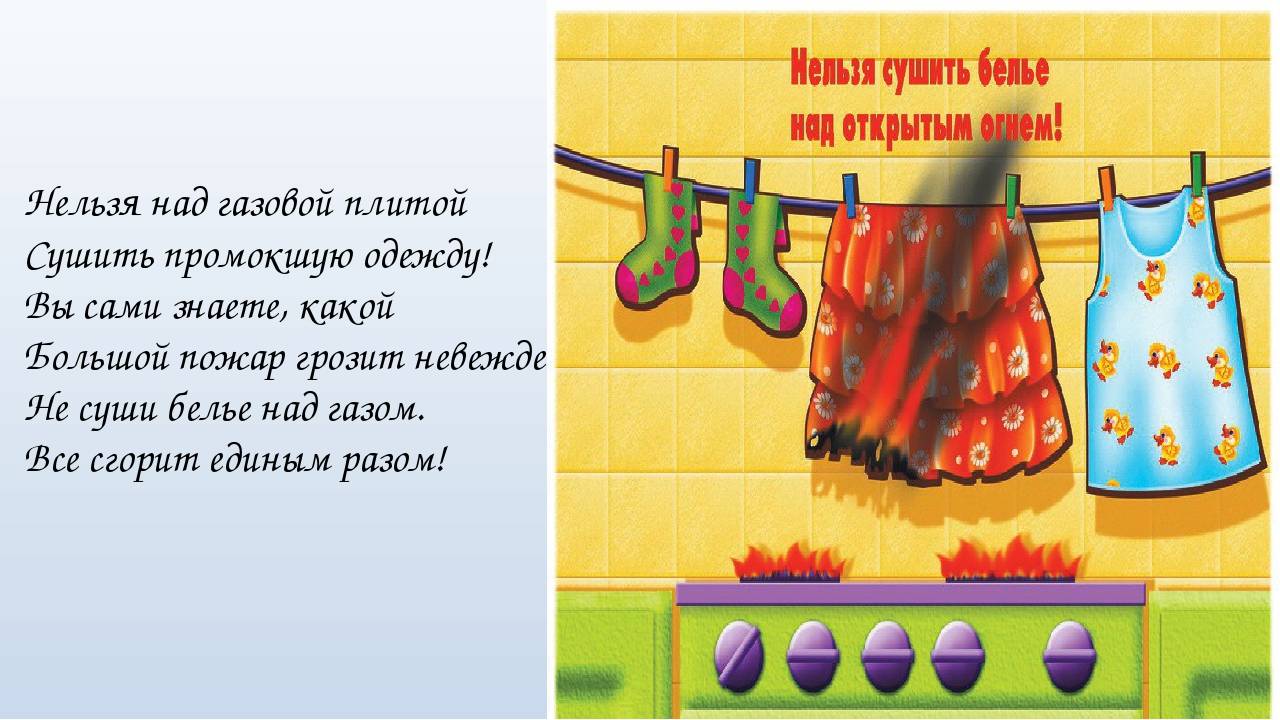 Нельзя над газовой плитой
Сушить промокшую одежду!
Вы сами знаете, какой
Большой пожар грозит невежде
Не суши белье над газом.
Все сгорит единым разом!
Нельзя сушить белье
над открытым огнем!